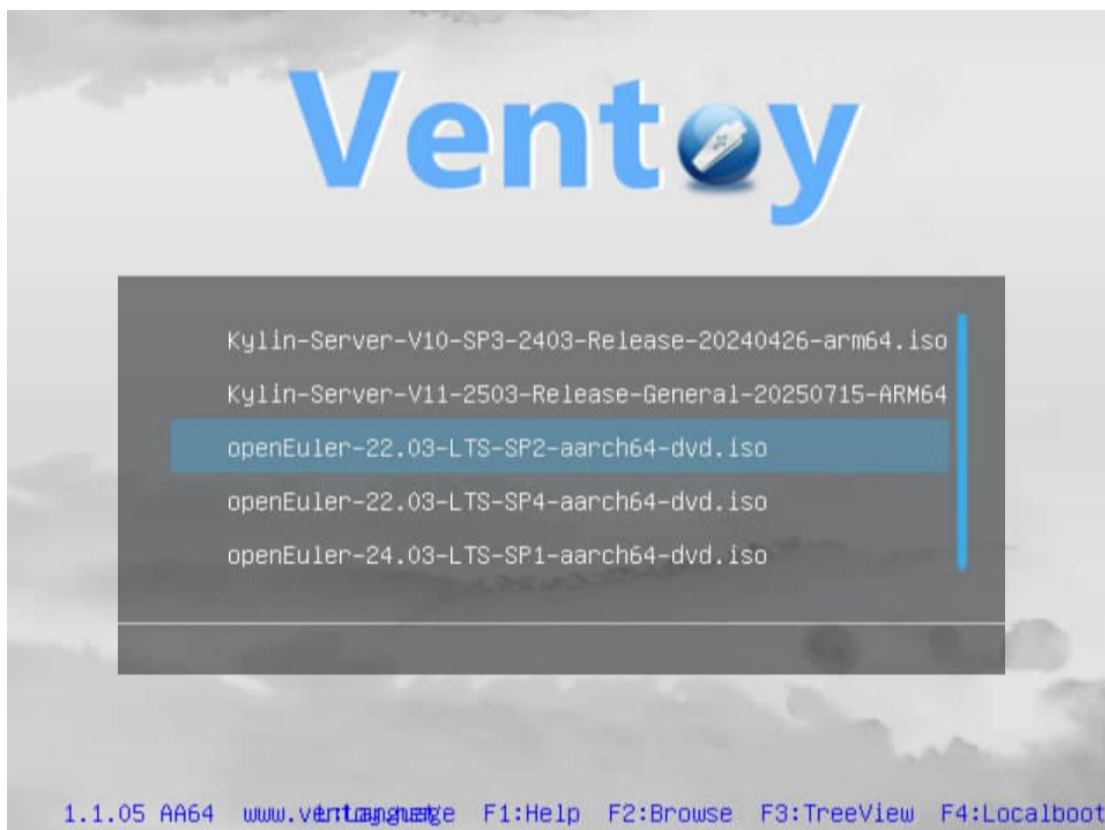 Ventoy
Kylin-Server-V10-SP3-2403-Release-20240426-arm64.iso
Kylin-Server-V11-2503-Release-General-20250715-ARM64
openEuler-22.03-LTS-SP2-aarch64-dvd.iso
openEuler-22.03-LTS-SP4-aarch64-dvd.iso
openEuler-24.03-LTS-SP1-aarch64-dvd.iso
1.1.05 AA64 F1:Help F2:Browse F3:TreeView F4:Localboot